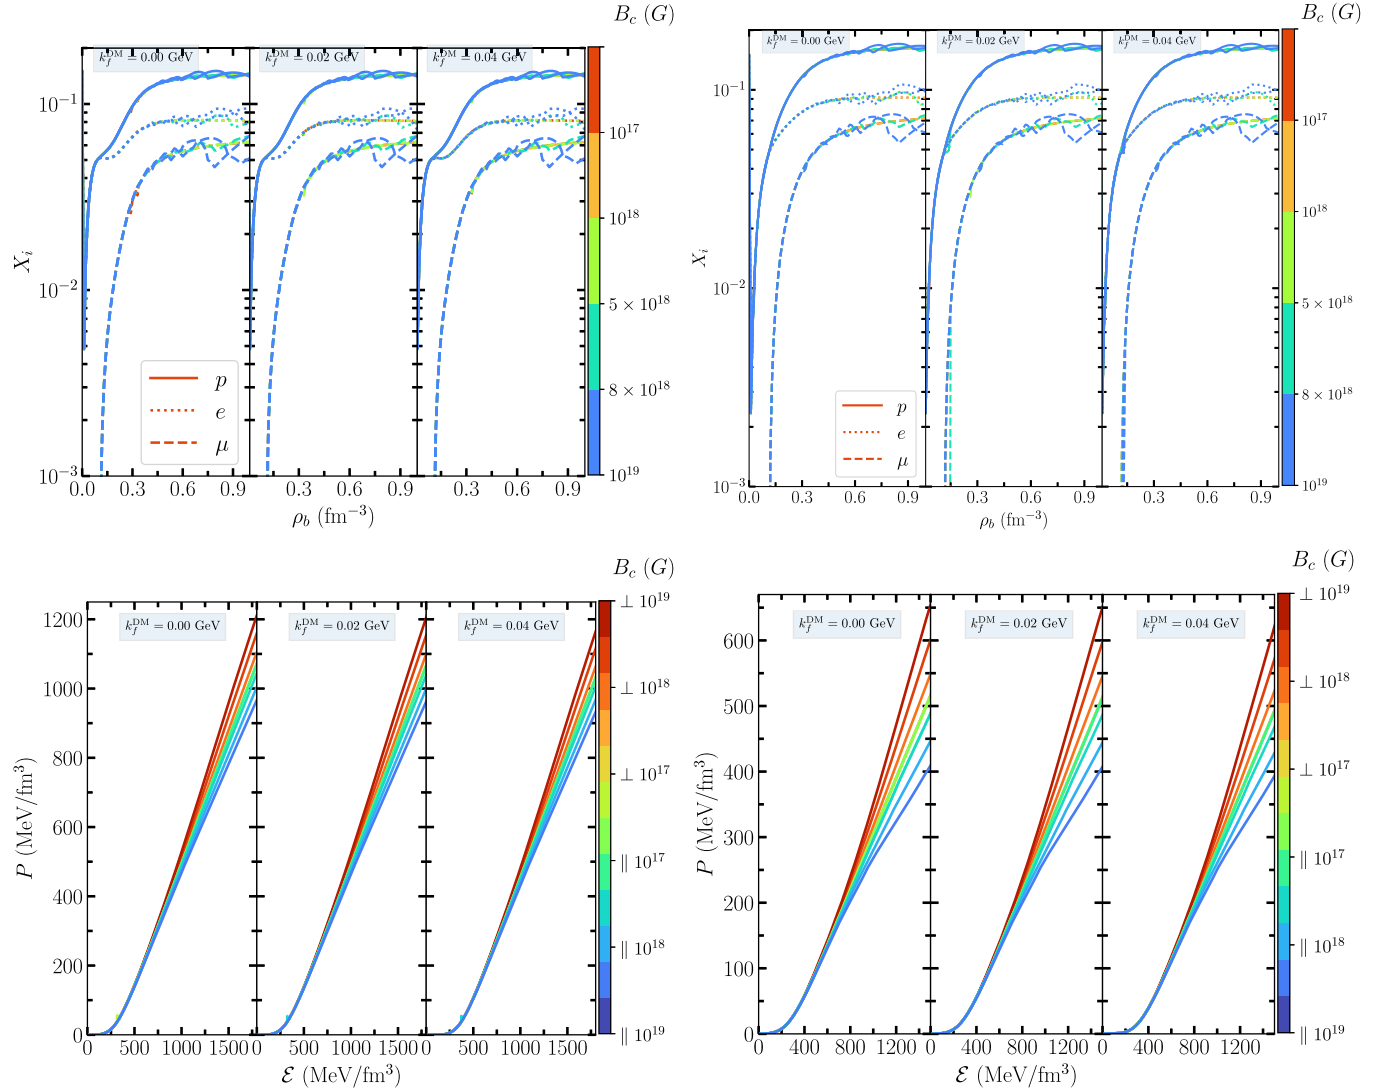 B_c (G)
k_f^DM = 0.00 GeV
k_f^DM = 0.02 GeV
k_f^DM = 0.04 GeV
10^−1
10^−2
10^−3
X_i
p
e
μ
0.0 0.3 0.6 0.9 0.3 0.6 0.9 0.3 0.6 0.9
ρ_b (fm^−3)
10^17
10^18
5 × 10^18
8 × 10^18
10^19
B_c (G)
k_f^DM = 0.00 GeV
k_f^DM = 0.02 GeV
k_f^DM = 0.04 GeV
10^−1
10^−2
10^−3
X_i
p
e
μ
0.0 0.3 0.6 0.9 0.3 0.6 0.9 0.3 0.6 0.9
ρ_b (fm^−3)
10^17
10^18
5 × 10^18
8 × 10^18
10^19
B_c (G)
k_f^DM = 0.00 GeV
k_f^DM = 0.02 GeV
k_f^DM = 0.04 GeV
1200
1000
800
600
400
200
0
P (MeV/fm^3)
0 500 1000 1500 0 500 1000 1500 0 500 1000 1500
ℰ (MeV/fm^3)
⊥ 10^19
⊥ 10^18
⊥ 10^17
∥ 10^17
∥ 10^18
∥ 10^19
B_c (G)
k_f^DM = 0.00 GeV
k_f^DM = 0.02 GeV
k_f^DM = 0.04 GeV
600
500
400
300
200
100
0
P (MeV/fm^3)
0 400 800 1200 0 400 800 1200 0 400 800 1200
ℰ (MeV/fm^3)
⊥ 10^19
⊥ 10^18
⊥ 10^17
∥ 10^17
∥ 10^18
∥ 10^19